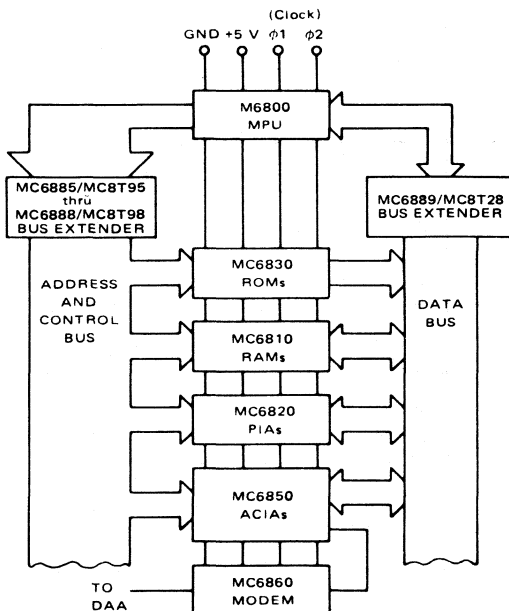 (Clock)
GND +5 V φ1 φ2
M6800
MPU
MC6885/MC8T95
thru
MC6888/MC8T98
BUS EXTENDER
MC6889/MC8T28
BUS EXTENDER
MC6830
ROMs
ADDRESS
AND
CONTROL
BUS
DATA
BUS
MC6810
RAMs
MC6820
PIAs
MC6850
ACIAs
MC6860
MODEM
TO
DAA